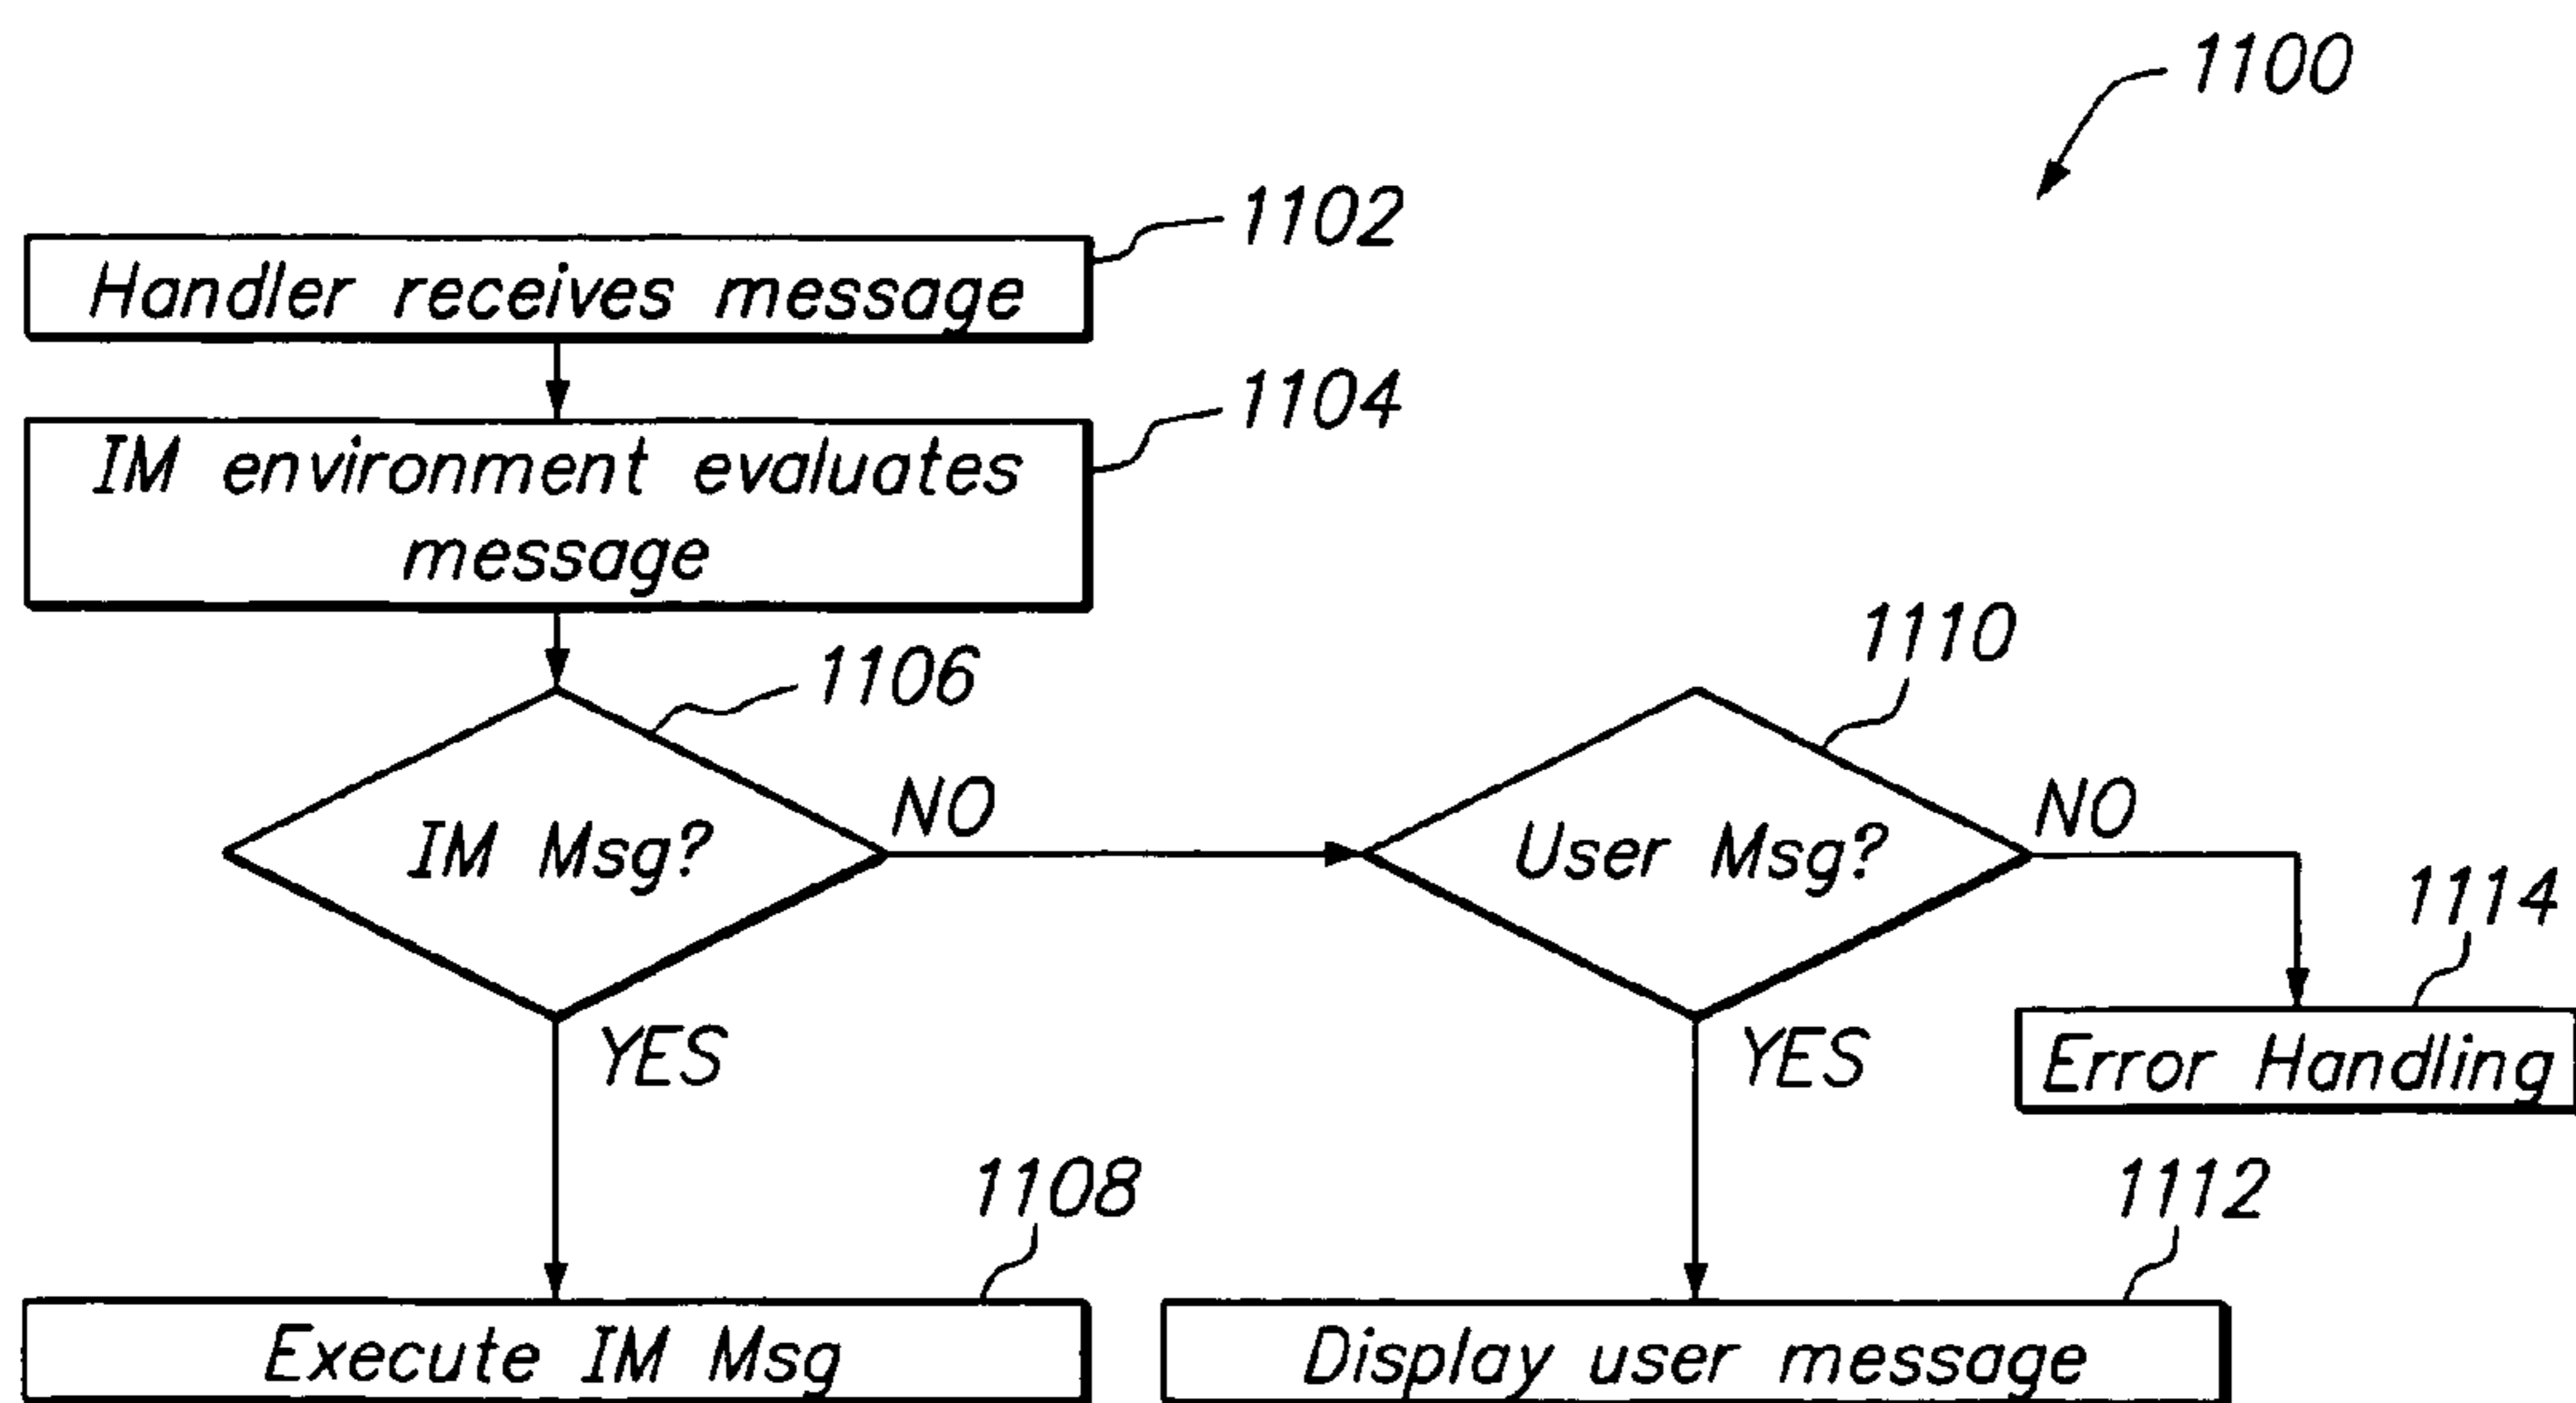 1100
1102
Handler receives message
1104
IM environment evaluates
message
1106
1110
IM Msg?
NO
User Msg?
NO
1114
YES
YES
Error Handling
1108
1112
Execute IM Msg
Display user message